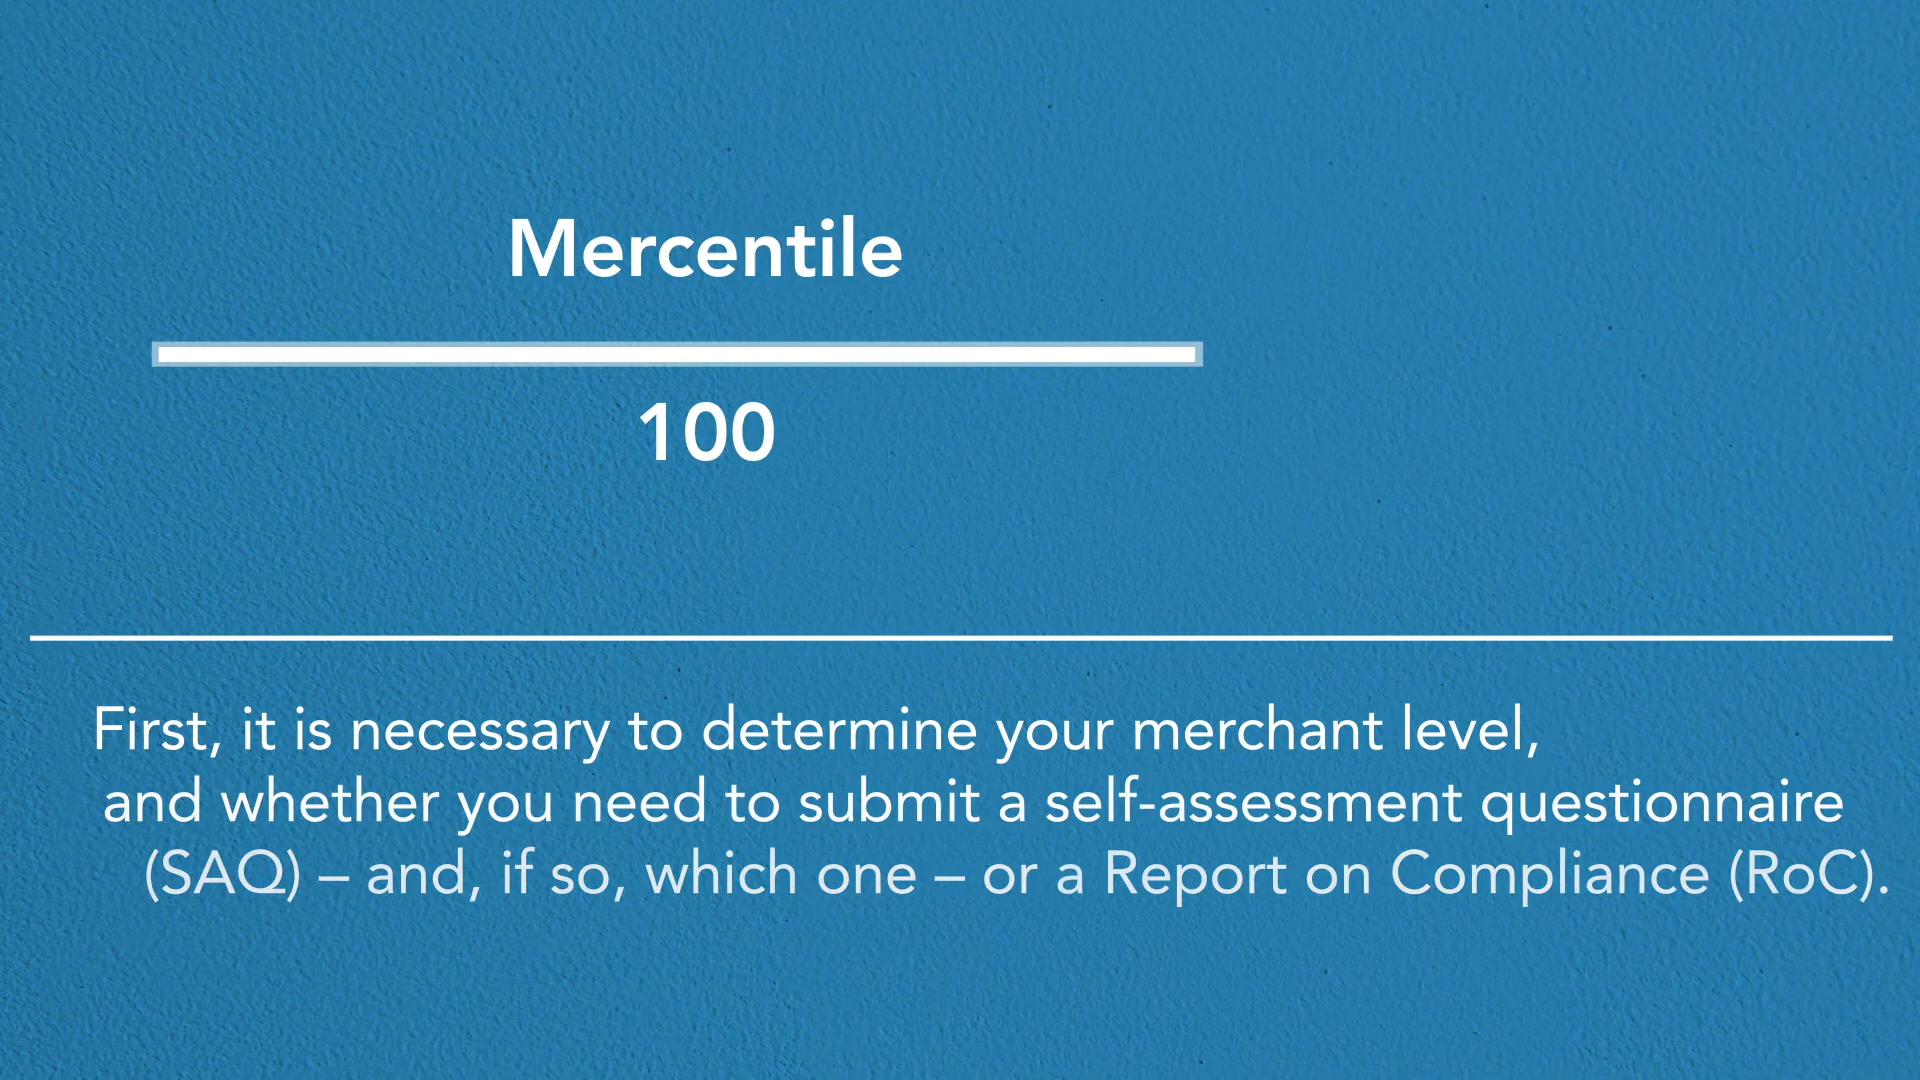 Mercentile
100
First, it is necessary to determine your merchant level,
and whether you need to submit a self-assessment questionnaire
(SAQ) – and, if so, which one – or a Report on Compliance (RoC).